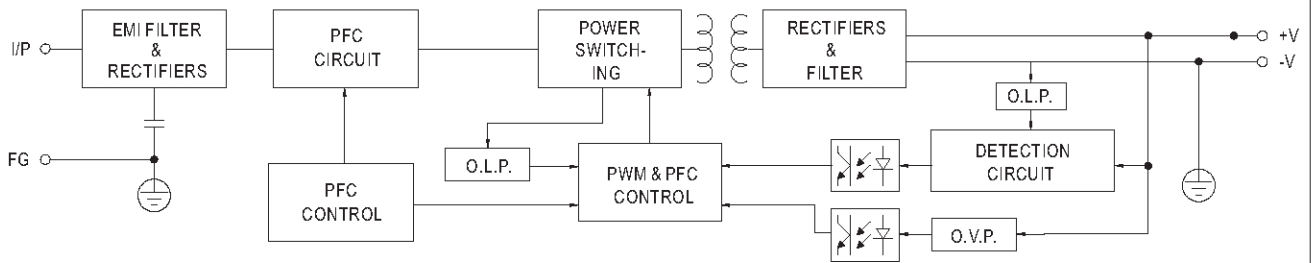 I/P
EMI FILTER
&
RECTIFIERS
PFC
CIRCUIT
POWER
SWITCH-
ING
RECTIFIERS
&
FILTER
+V
-V
O.L.P.
FG
PFC
CONTROL
O.L.P.
PWM & PFC
CONTROL
DETECTION
CIRCUIT
O.V.P.